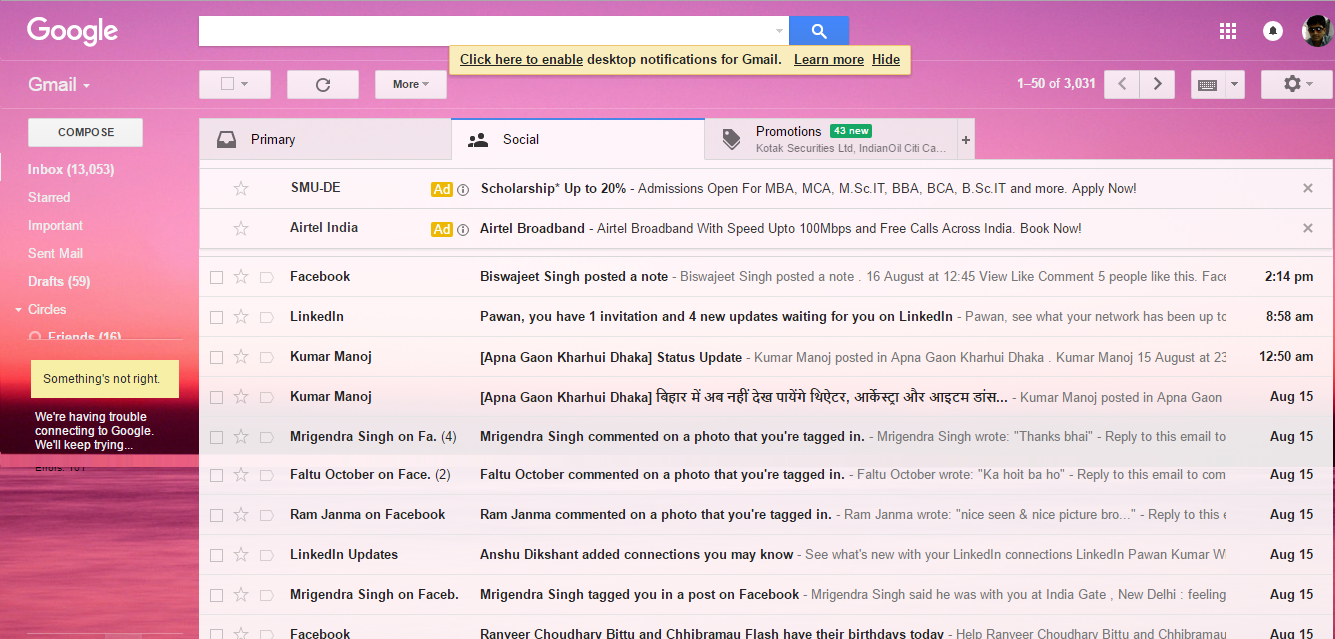 Google
Click here to enable desktop notifications for Gmail. Learn more Hide
Gmail
More
1–50 of 3,031
COMPOSE
Primary
Social
Promotions 43 new
Kotak Securities Ltd, IndianOil Citi Ca...
+
Inbox (13,053)
Starred
Important
Sent Mail
Drafts (59)
Circles
Friends (16)
Something's not right.
We're having trouble
connecting to Google.
We'll keep trying...
Errors: 101
SMU-DE Ad Scholarship* Up to 20% - Admissions Open For MBA, MCA, M.Sc.IT, BBA, BCA, B.Sc.IT and more. Apply Now!
Airtel India Ad Airtel Broadband - Airtel Broadband With Speed Upto 100Mbps and Free Calls Across India. Book Now!
Facebook Biswajeet Singh posted a note - Biswajeet Singh posted a note . 16 August at 12:45 View Like Comment 5 people like this. Face 2:14 pm
LinkedIn Pawan, you have 1 invitation and 4 new updates waiting for you on LinkedIn - Pawan, see what your network has been up to 8:58 am
Kumar Manoj [Apna Gaon Kharhui Dhaka] Status Update - Kumar Manoj posted in Apna Gaon Kharhui Dhaka . Kumar Manoj 15 August at 23 12:50 am
Kumar Manoj [Apna Gaon Kharhui Dhaka] बिहार में अब नहीं देख पायेंगे थिऐटर, आर्केस्ट्रा और आइटम डांस... - Kumar Manoj posted in Apna Gaon Aug 15
Mrigendra Singh on Fa. (4) Mrigendra Singh commented on a photo that you're tagged in. - Mrigendra Singh wrote: "Thanks bhai" - Reply to this email to Aug 15
Faltu October on Face. (2) Faltu October commented on a photo that you're tagged in. - Faltu October wrote: "Ka hoit ba ho" - Reply to this email to com Aug 15
Ram Janma on Facebook Ram Janma commented on a photo that you're tagged in. - Ram Janma wrote: "nice seen & nice picture bro..." - Reply to this e Aug 15
LinkedIn Updates Anshu Dikshant added connections you may know - See what's new with your LinkedIn connections LinkedIn Pawan Kumar W Aug 15
Mrigendra Singh on Faceb. Mrigendra Singh tagged you in a post on Facebook - Mrigendra Singh said he was with you at India Gate , New Delhi : feeling Aug 15
Facebook Ranveer Choudhary Bittu and Chhibramau Flash have their birthdays today - Help Ranveer Choudhary Bittu and Chhibramau Aug 15